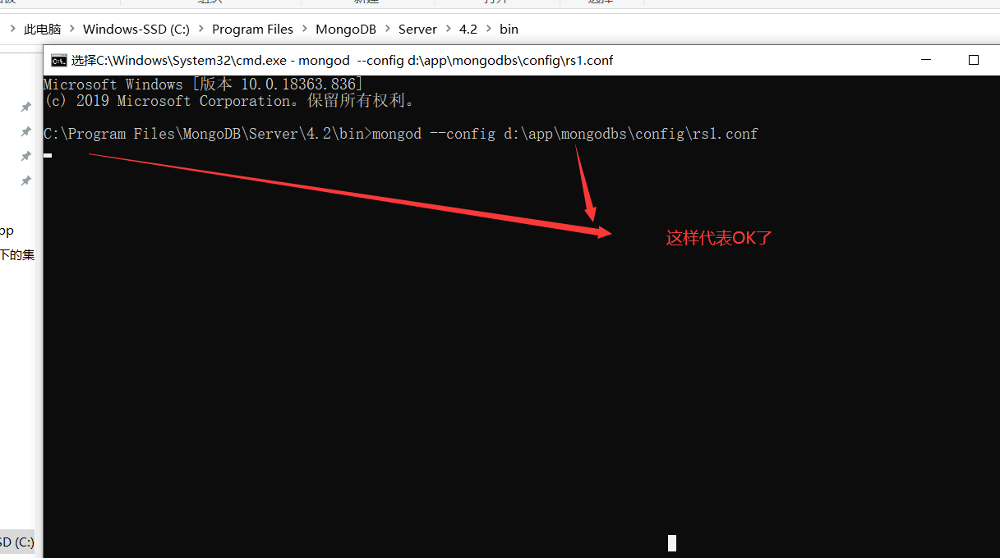 此电脑 > Windows-SSD (C:) > Program Files > MongoDB > Server > 4.2 > bin
选择C:\Windows\System32\cmd.exe - mongod  --config d:\app\mongodbs\config\rs1.conf
Microsoft Windows [版本 10.0.18363.836]
(c) 2019 Microsoft Corporation。保留所有权利。
C:\Program Files\MongoDB\Server\4.2\bin>mongod --config d:\app\mongodbs\config\rs1.conf
pp
这样代表OK了
下的集
SD (C:)